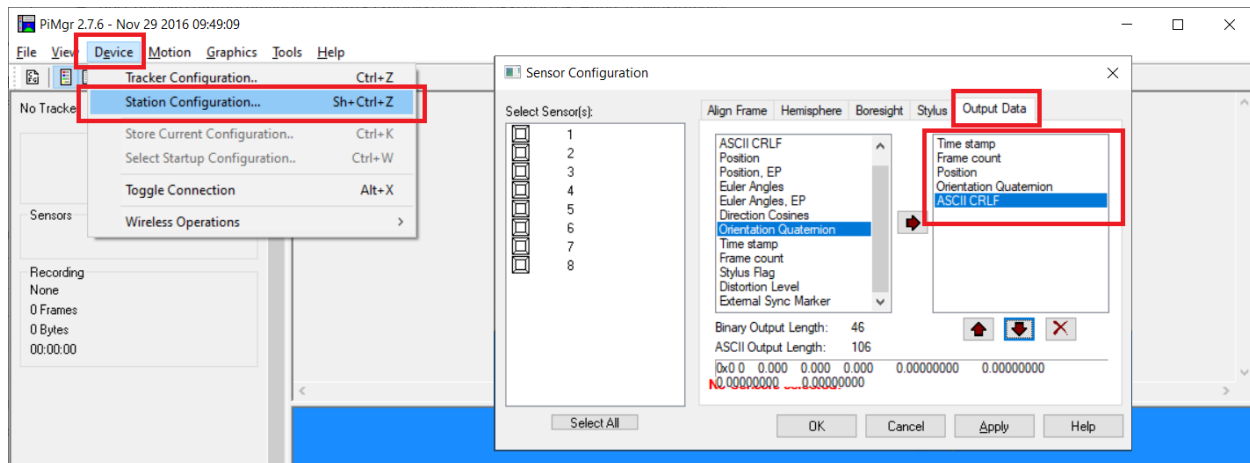 PiMgr 2.7.6 - Nov 29 2016 09:49:09
File View Device Motion Graphics Tools Help
Tracker Configuration.. Ctrl+Z
Station Configuration... Sh+Ctrl+Z
Store Current Configuration.. Ctrl+K
Select Startup Configuration.. Ctrl+W
Toggle Connection Alt+X
Wireless Operations
No Tracke
Sensors
Recording
None
0 Frames
0 Bytes
00:00:00
Sensor Configuration
Select Sensor(s):
1
2
3
4
5
6
7
8
Select All
Align Frame Hemisphere Boresight Stylus Output Data
ASCII CRLF
Position
Position, EP
Euler Angles
Euler Angles, EP
Direction Cosines
Orientation Quaternion
Time stamp
Frame count
Stylus Flag
Distortion Level
External Sync Marker
Time stamp
Frame count
Position
Orientation Quaternion
ASCII CRLF
Binary Output Length: 46
ASCII Output Length: 106
0x0 0 0.000 0.000 0.000 0.00000000 0.00000000
0.00000000 0.00000000
OK Cancel Apply Help